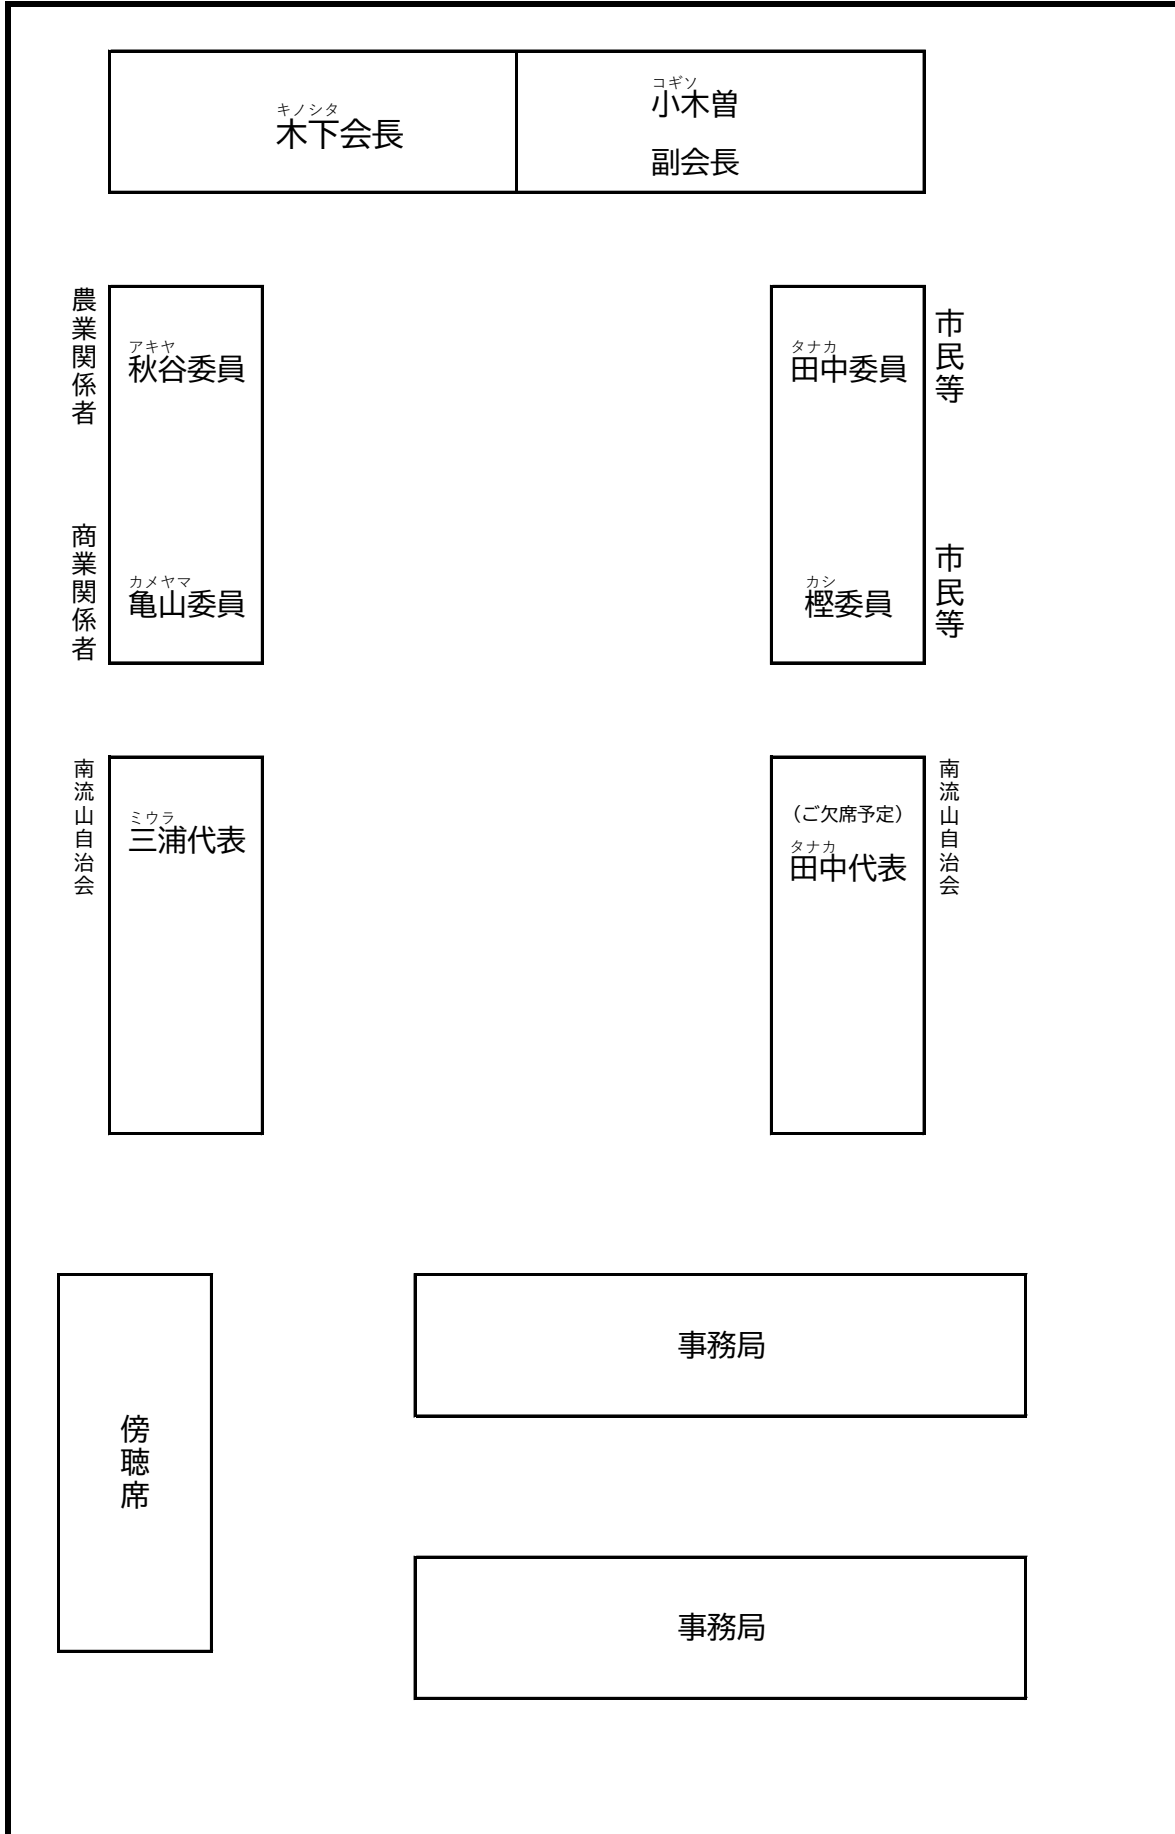 キノシタ
木下会長
コギソ
小木曽
副会長
農業関係者
アキヤ
秋谷委員
タナカ
田中委員
市民等
商業関係者
カメヤマ
亀山委員
カシ
樫委員
市民等
南流山自治会
ミウラ
三浦代表
（ご欠席予定）
タナカ
田中代表
南流山自治会
傍聴席
事務局
事務局